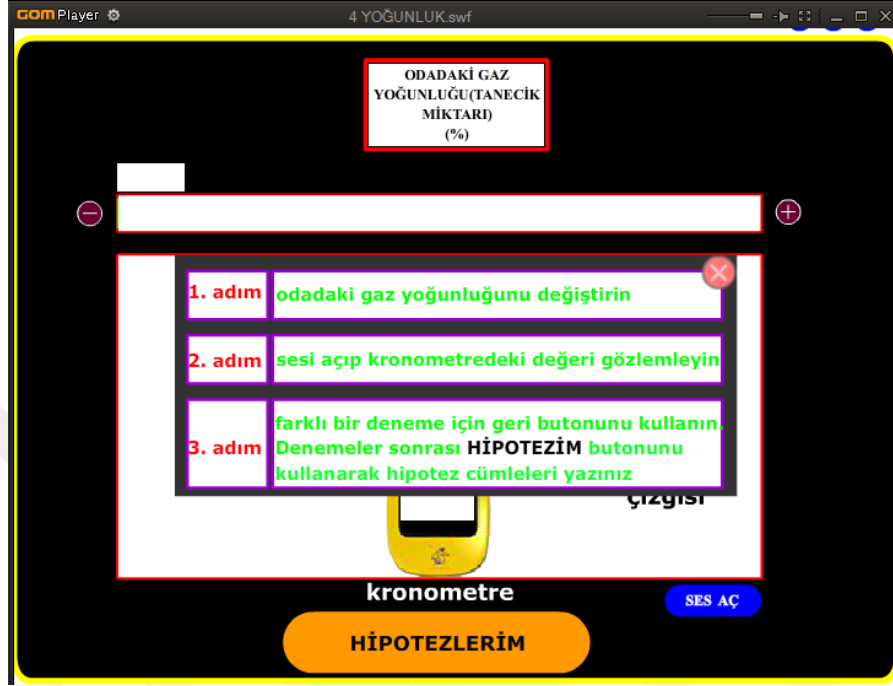 GOM Player
4 YOĞUNLUK.swf
ODADAKİ GAZ
YOĞUNLUĞU(TANECİK
MİKTARI)
(%)
1. adım
odadaki gaz yoğunluğunu değiştirin
2. adım
sesi açıp kronometredeki değeri gözlemleyin
3. adım
farklı bir deneme için geri butonunu kullanın.
Denemeler sonrası HİPOTEZİM butonunu
kullanarak hipotez cümleleri yazınız
çizgisi
kronometre
SES AÇ
HİPOTEZLERİM